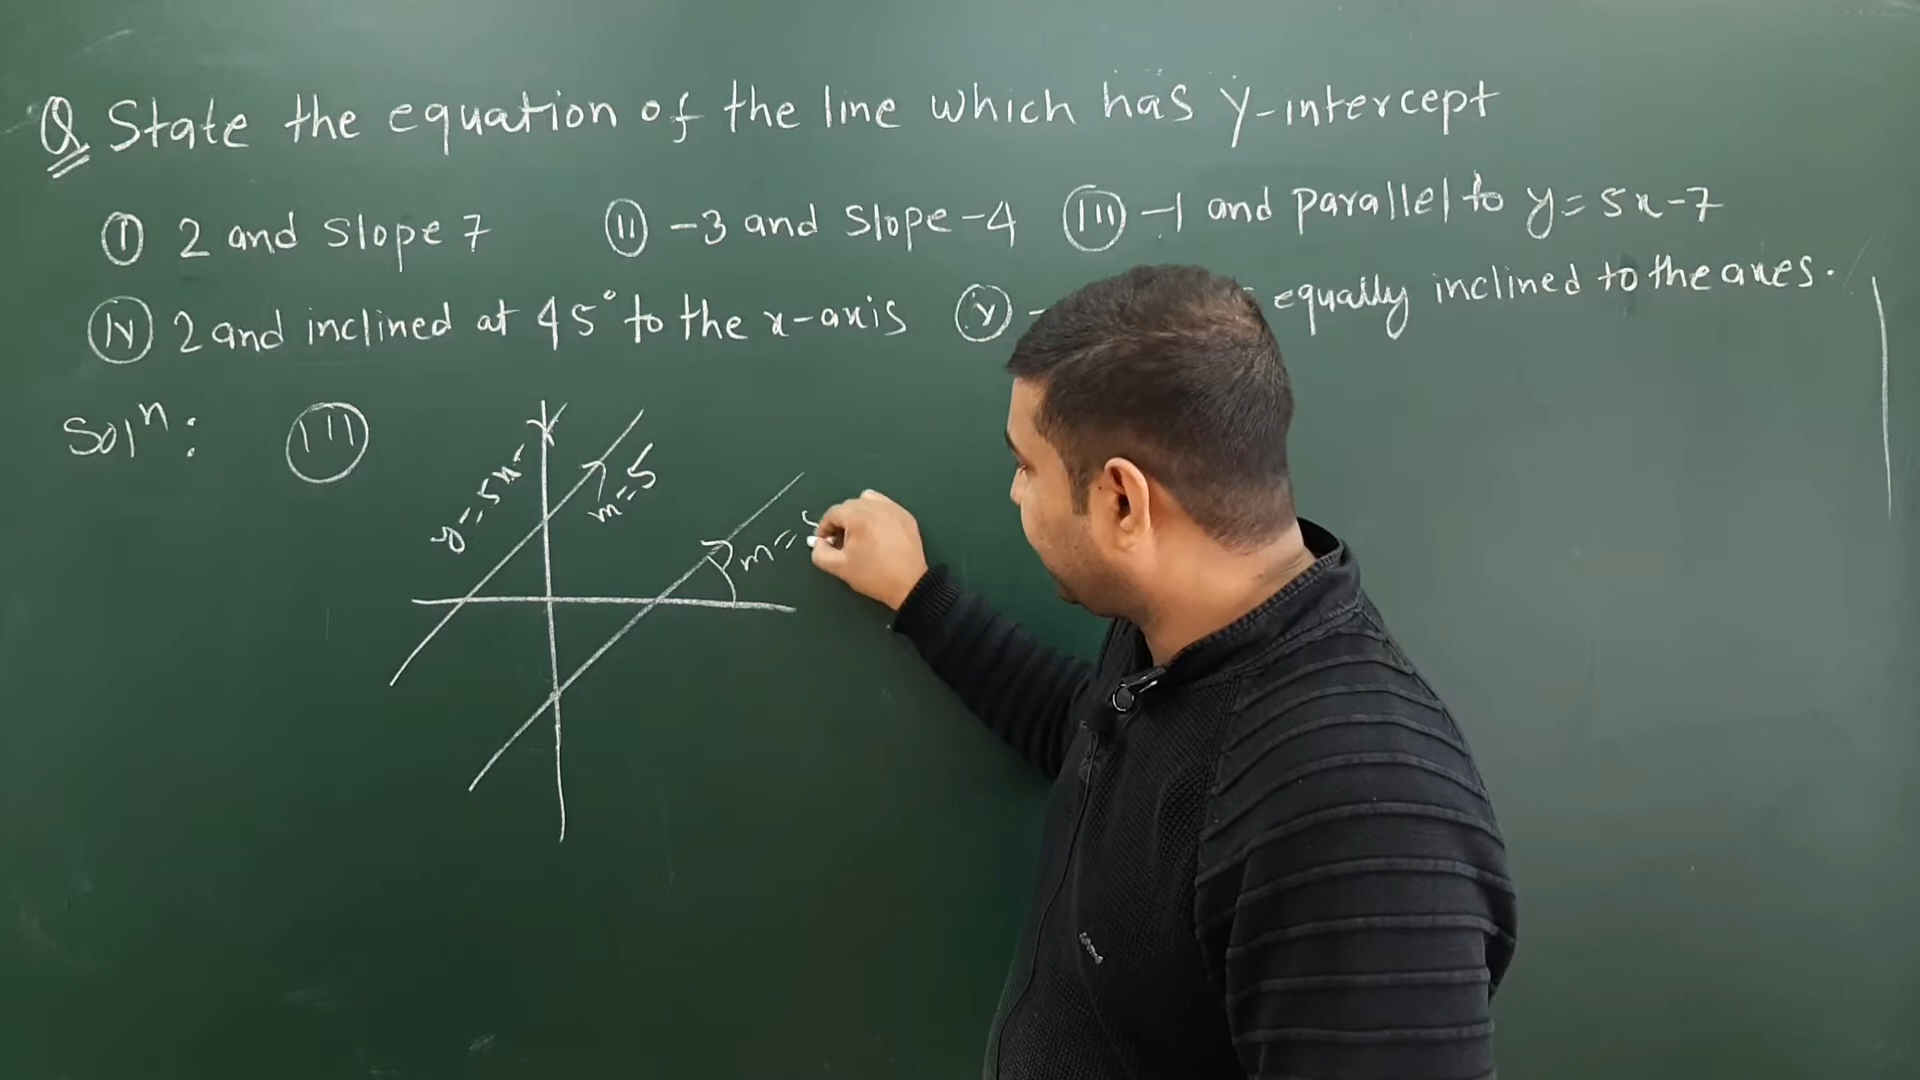 Q State the equation of the line which has y-intercept
(I) 2 and slope 7 (II) -3 and slope -4 (III) -1 and parallel to y=5x-7
(IV) 2 and inclined at 45° to the x-axis (V) - equally inclined to the axes.
Solⁿ: (III)
y=5x-
m=5
m=